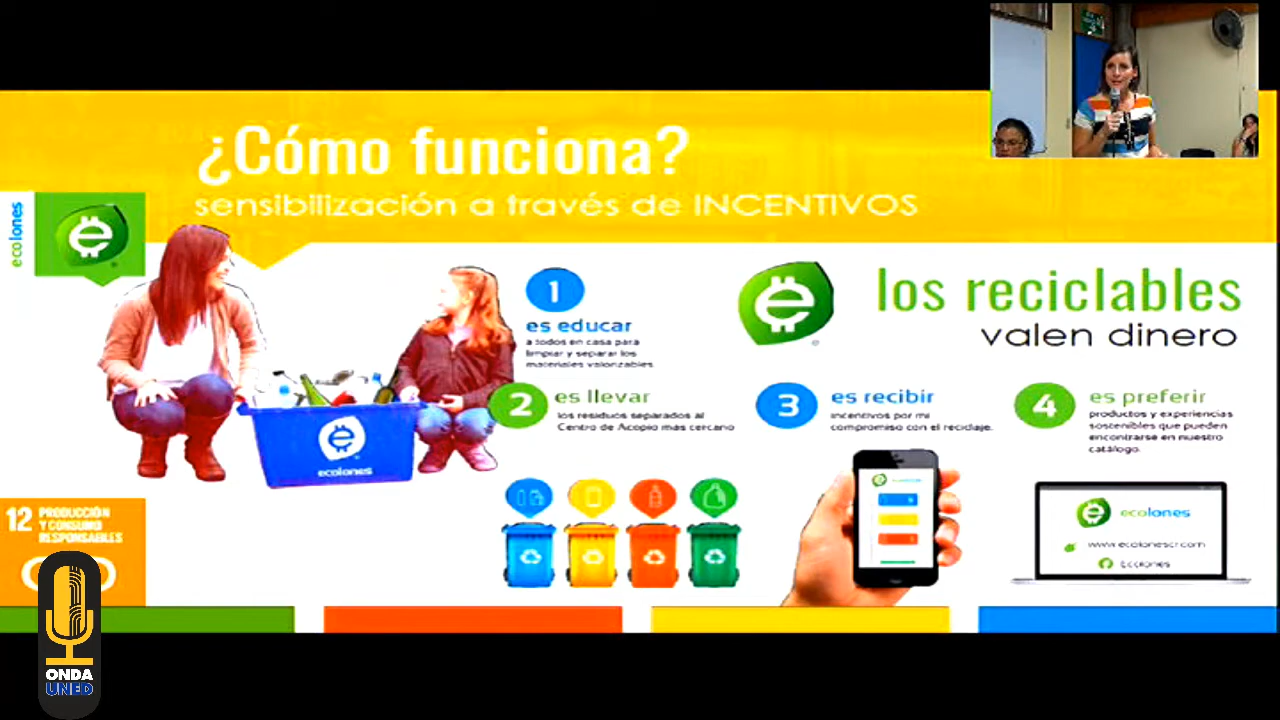 ¿Cómo funciona?
sensibilización a través de INCENTIVOS
ecolones
los reciclables
valen dinero
1
es educar
a todos en casa para
limpiar y separar los
materiales valorizables
2
es llevar
los residuos separados al
Centro de Acopio más cercano
3
es recibir
incentivos por mi
compromiso con el reciclaje.
4
es preferir
productos y experiencias
sostenibles que pueden
encontrarse en nuestro
catálogo.
ecolones
12 PRODUCCIÓN
Y CONSUMO
RESPONSABLES
ecolones
www.ecolonescr.com
Ecolones
ONDA
UNED